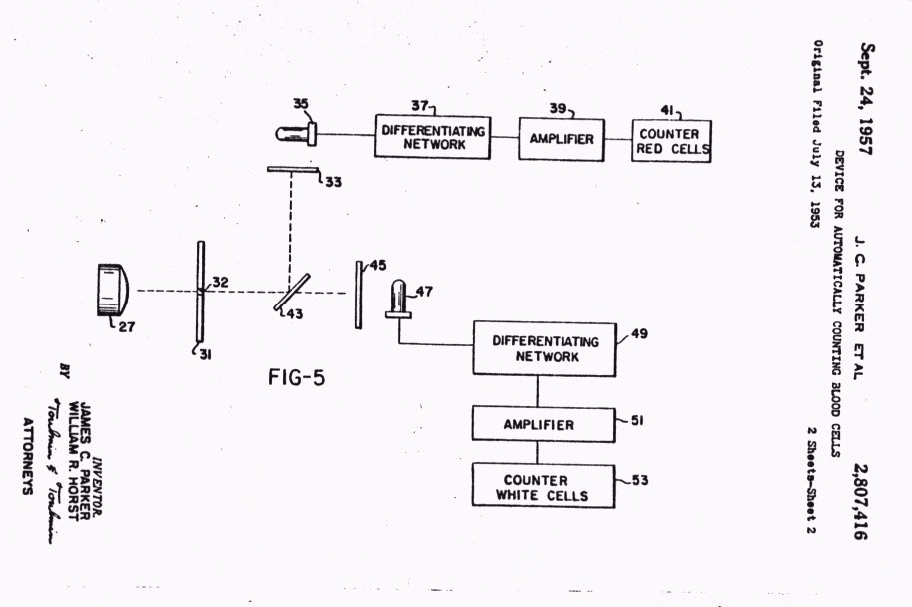 Sept. 24, 1957
J. C. PARKER ET AL
2,807,416
DEVICE FOR AUTOMATICALLY COUNTING BLOOD CELLS
Original Filed July 13, 1953
2 Sheets-Sheet 2
35
37
DIFFERENTIATING
NETWORK
39
AMPLIFIER
41
COUNTER
RED CELLS
33
45
32
47
43
27
31
49
DIFFERENTIATING
NETWORK
51
AMPLIFIER
53
COUNTER
WHITE CELLS
FIG-5
INVENTOR.
JAMES C. PARKER
WILLIAM R. HORST
BY
Toulmin & Toulmin
ATTORNEYS